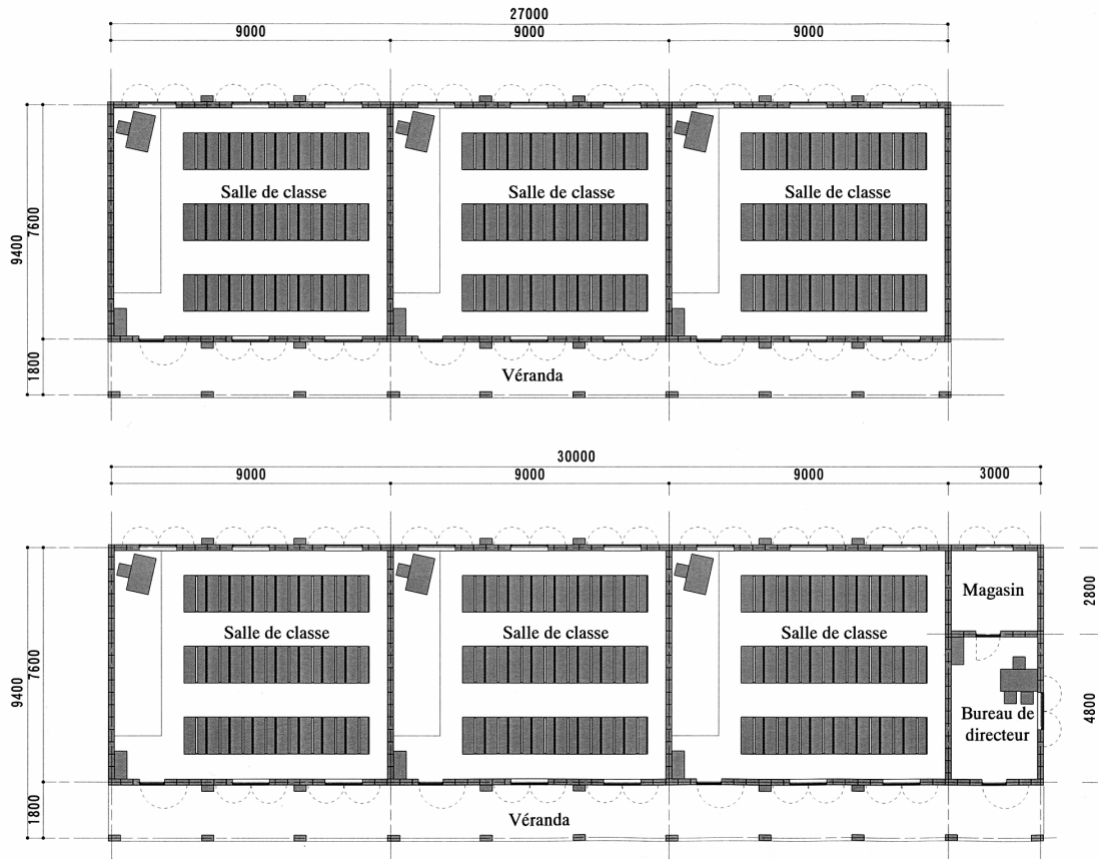 27000
9000 9000 9000
Salle de classe Salle de classe Salle de classe
9400 7600
1800
Véranda
30000
9000 9000 9000 3000
Magasin 2800
Salle de classe Salle de classe Salle de classe
9400 7600
4800
Bureau de
directeur
1800
Véranda